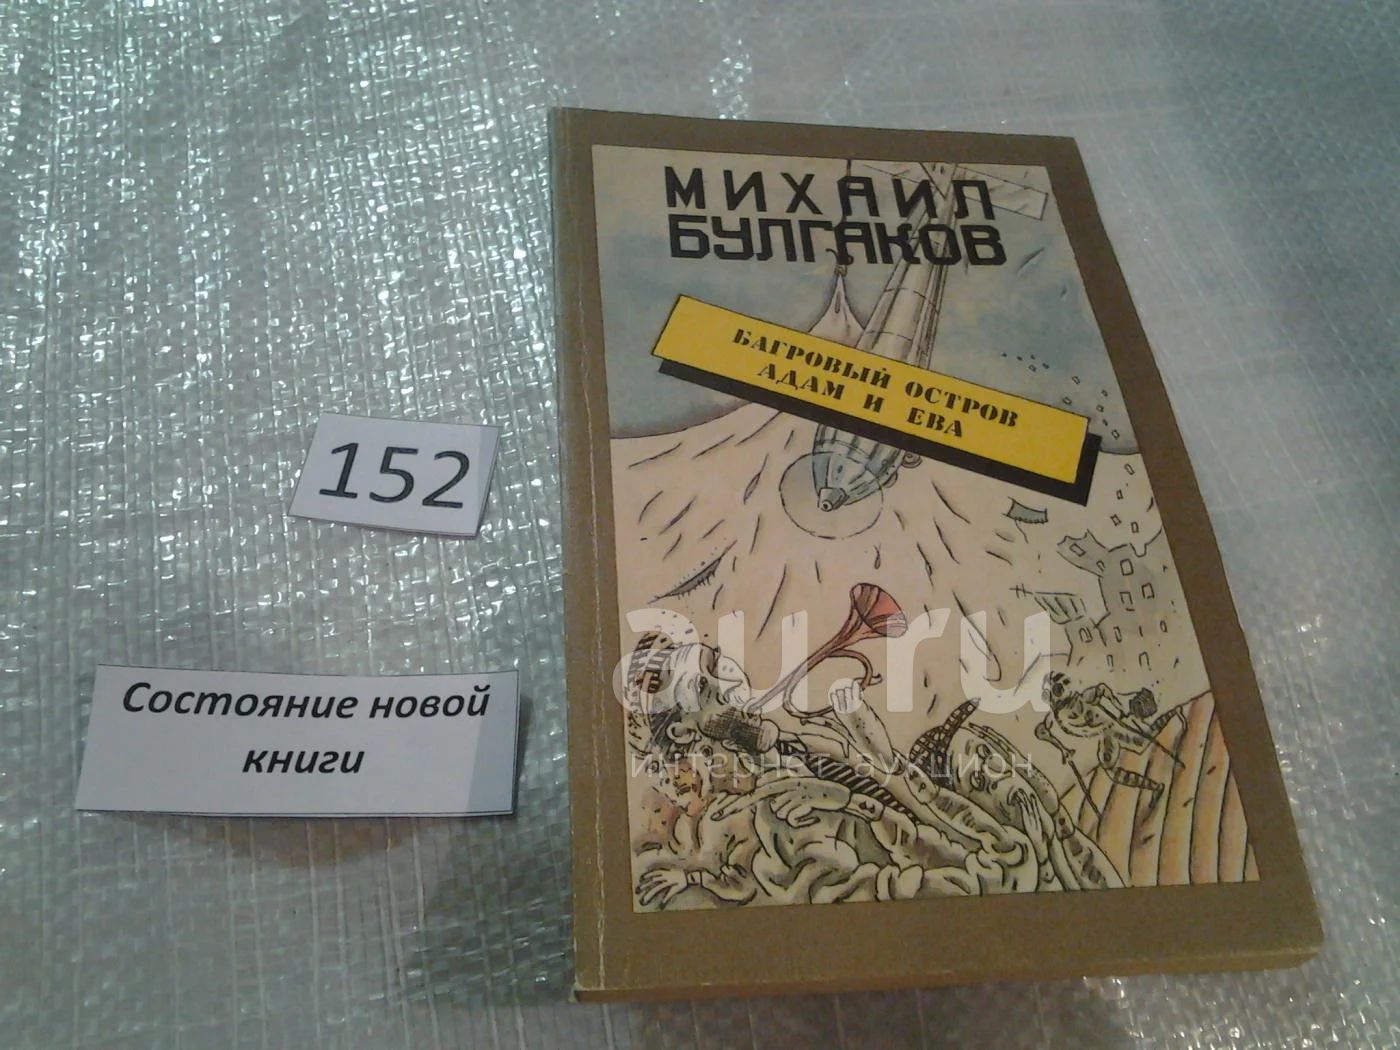 МИХАИЛ
БУЛГАКОВ
БАГРОВЫЙ ОСТРОВ
АДАМ И ЕВА
152
Состояние новой
книги
au.ru
интернет аукцион